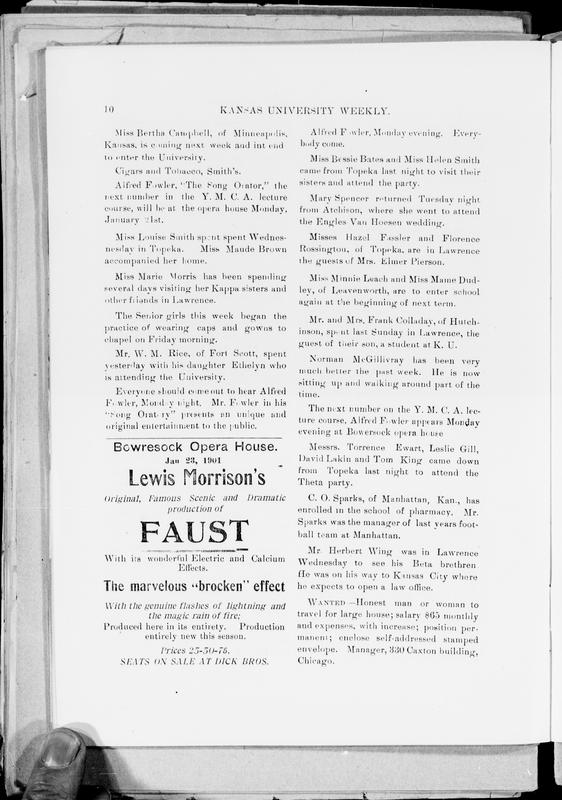 10
KANSAS UNIVERSITY WEEKLY.
Miss Bertha Campbell, of Minneapolis,
Kansas, is coming next week and intend
to enter the University.
Cigars and Tobacco, Smith's.
Alfred Fowler, "The Song Orator," the
next number in the Y. M. C. A. lecture
course, will be at the opera house Monday,
January 21st.
Miss Louise Smith spent spent Wednes-
nesday in Topeka. Miss Maude Brown
accompanied her home.
Miss Marie Morris has been spending
several days visiting her Kappa sisters and
other friends in Lawrence.
The Senior girls this week began the
practice of wearing caps and gowns to
chapel on Friday morning.
Mr. W. M. Rice, of Fort Scott, spent
yesterday with his daughter Ethelyn who
is attending the University.
Everyone should come out to hear Alfred
Fowler, Monday night. Mr. Fowler in his
"Song Oratory" presents an unique and
original entertainment to the public.
Bowresock Opera House.
Jan 23, 1901
Lewis Morrison's
Original, Famous Scenic and Dramatic
production of
FAUST
With its wonderful Electric and Calcium
Effects.
The marvelous "brocken" effect
With the genuine flashes of lightning and
the magic rain of fire;
Produced here in its entirety. Production
entirely new this season.
Prices 25-50-75.
SEATS ON SALE AT DICK BROS.
Alfred Fowler, Monday evening. Every-
body come.
Miss Bessie Bates and Miss Helen Smith
came from Topeka last night to visit their
sisters and attend the party.
Mary Spencer returned Tuesday night
from Atchison, where she went to attend
the Engles-Van Hoesen wedding.
Misses Hazel Fassler and Florence
Rossington, of Topeka, are in Lawrence
the guests of Mrs. Elmer Pierson.
Miss Minnie Leach and Miss Mame Dud-
ley, of Leavenworth, are to enter school
again at the beginning of next term.
Mr. and Mrs. Frank Colladay, of Hutch-
inson, spent last Sunday in Lawrence, the
guest of their son, a student at K. U.
Norman McGillivray has been very
much better the past week. He is now
sitting up and walking around part of the
time.
The next number on the Y. M. C. A. lec-
ture course, Alfred Fowler appears Monday
evening at Bowersock opera house
Messrs. Torrence Ewart, Leslie Gill,
David Lakin and Tom King came down
from Topeka last night to attend the
Theta party.
C. O. Sparks, of Manhattan, Kan., has
enrolled in the school of pharmacy. Mr.
Sparks was the manager of last years foot-
ball team at Manhattan.
Mr. Herbert Wing was in Lawrence
Wednesday to see his Beta brethren
He was on his way to Kansas City where
he expects to open a law office.
WANTED—Honest man or woman to
travel for large house; salary $65 monthly
and expenses, with increase; position per-
manent; enclose self-addressed stamped
envelope. Manager, 330 Caxton building,
Chicago.